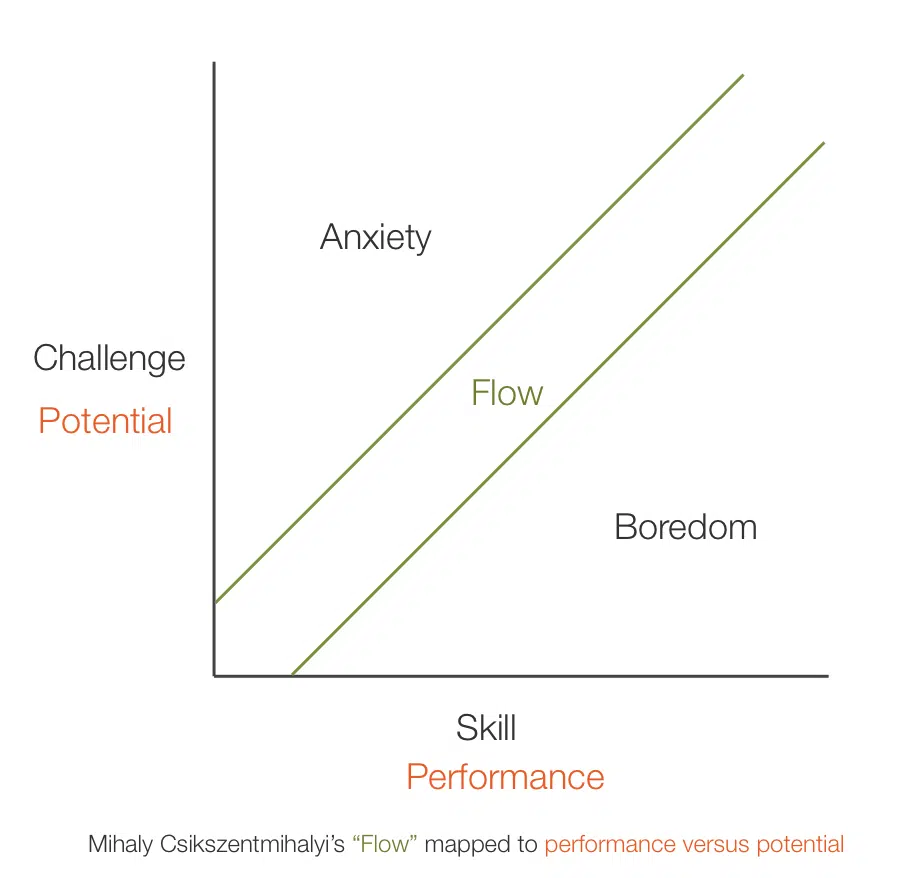 Anxiety
Challenge
Potential
Flow
Boredom
Skill
Performance
Mihaly Csikszentmihalyi’s “Flow” mapped to performance versus potential